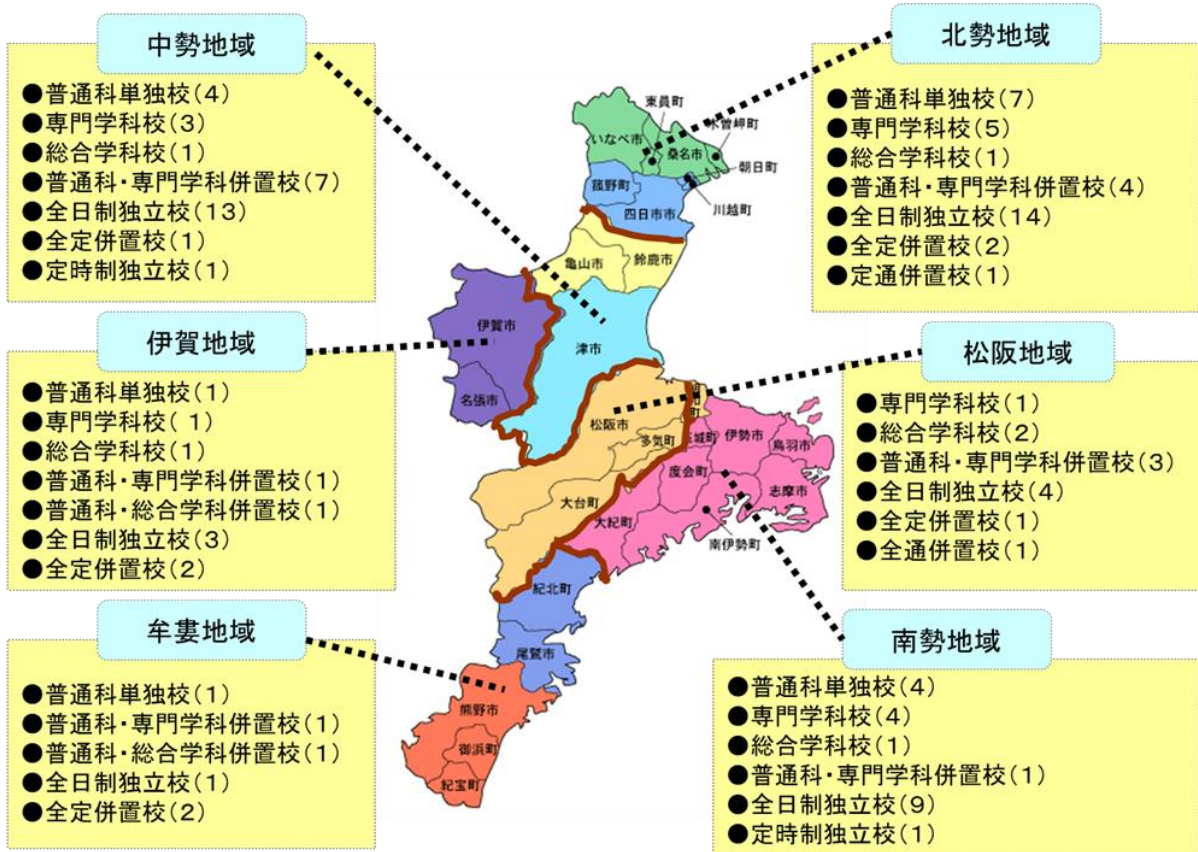 中勢地域
●普通科単独校(4)
●専門学科校(3)
●総合学科校(1)
●普通科・専門学科併置校(7)
●全日制独立校(13)
●全定併置校(1)
●定時制独立校(1)
北勢地域
●普通科単独校(7)
●専門学科校(5)
●総合学科校(1)
●普通科・専門学科併置校(4)
●全日制独立校(14)
●全定併置校(2)
●定通併置校(1)
伊賀地域
●普通科単独校(1)
●専門学科校( 1)
●総合学科校(1)
●普通科・専門学科併置校(1)
●普通科・総合学科併置校(1)
●全日制独立校(3)
●全定併置校(2)
松阪地域
●専門学科校(1)
●総合学科校(2)
●普通科・専門学科併置校(3)
●全日制独立校(4)
●全定併置校(1)
●全通併置校(1)
牟婁地域
●普通科単独校(1)
●普通科・専門学科併置校(1)
●普通科・総合学科併置校(1)
●全日制独立校(1)
●全定併置校(2)
南勢地域
●普通科単独校(4)
●専門学科校(4)
●総合学科校(1)
●普通科・専門学科併置校(1)
●全日制独立校(9)
●定時制独立校(1)
東員町
木曽岬町
いなべ市
桑名市
朝日町
菰野町
川越町
四日市市
亀山市
鈴鹿市
伊賀市
津市
名張市
松阪市
多気町
玉城町
伊勢市
鳥羽市
度会町
志摩市
大台町
大紀町
南伊勢町
紀北町
尾鷲市
熊野市
御浜町
紀宝町